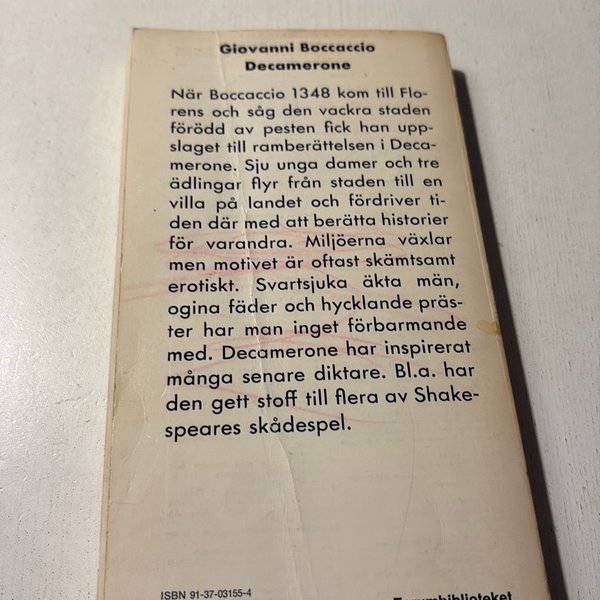 Giovanni Boccaccio
Decamerone
När Boccaccio 1348 kom till Flo-
rens och såg den vackra staden
förödd av pesten fick han upp-
slaget till ramberättelsen i Deca-
merone. Sju unga damer och tre
ädlingar flyr från staden till en
villa på landet och fördriver ti-
den där med att berätta historier
för varandra. Miljöerna växlar
men motivet är oftast skämtsamt
erotiskt. Svartsjuka äkta män,
ogina fäder och hycklande präs-
ter har man inget förbarmande
med. Decamerone har inspirerat
många senare diktare. Bl.a. har
den gett stoff till flera av Shake-
speares skådespel.
ISBN 91-37-03155-4
Forumbiblioteket